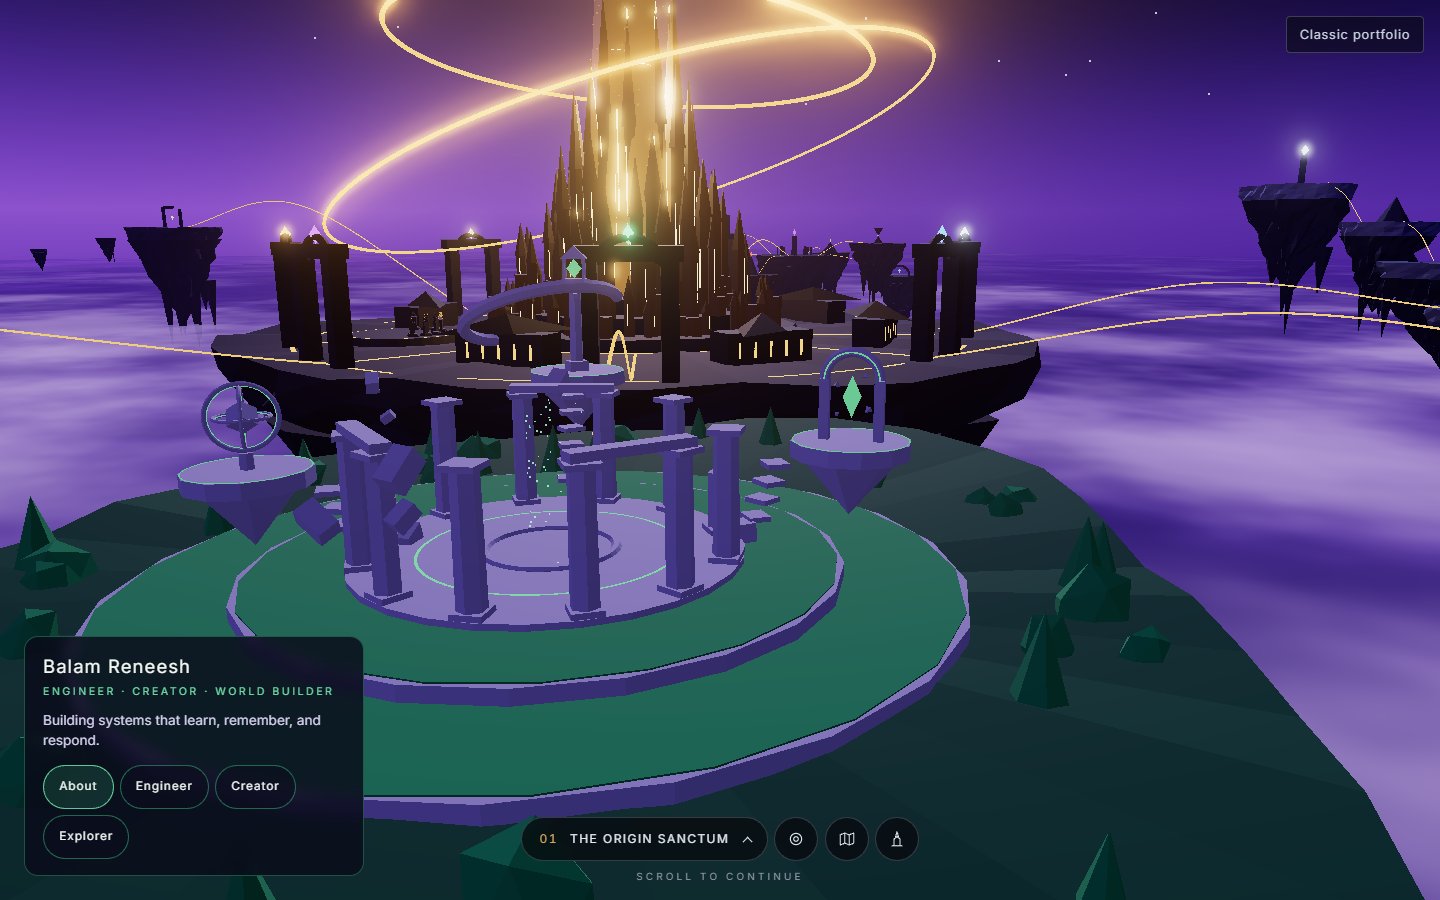 Classic portfolio
Balam Reneesh
ENGINEER · CREATOR · WORLD BUILDER
Building systems that learn, remember, and
respond.
About
Engineer
Creator
Explorer
01 THE ORIGIN SANCTUM
SCROLL TO CONTINUE